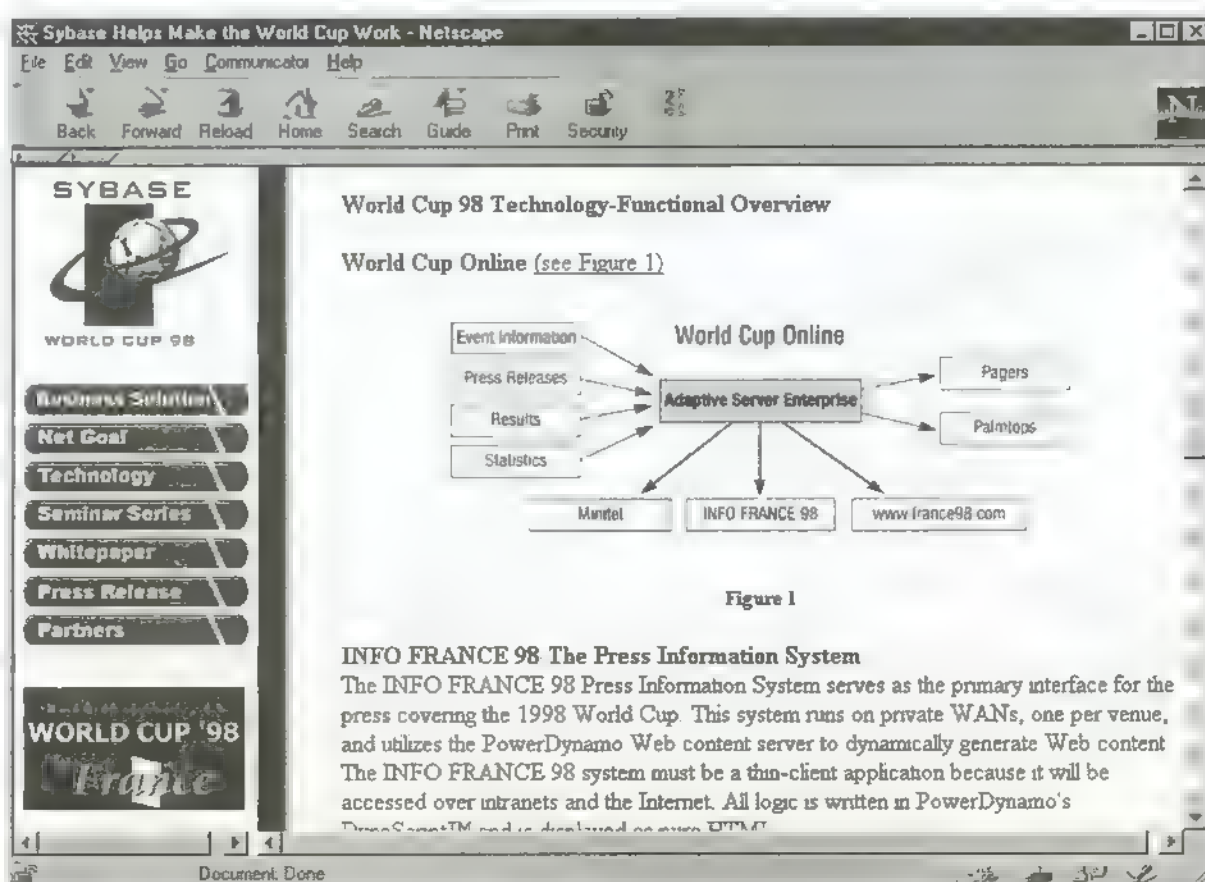 Sybase Helps Make the World Cup Work - Netscape
File Edit View Go Communicator Help
Back Forward Reload Home Search Guide Print Security
N
SYBASE
WORLD CUP 98
Business Solution
Net Goal
Technology
Seminar Series
Whitepaper
Press Release
Partners
WORLD CUP '98
France
World Cup 98 Technology-Functional Overview
World Cup Online (see Figure 1)
World Cup Online
Event Information
Press Releases
Results
Statistics
Adaptive Server Enterprise
Pagers
Palmtops
Minitel
INFO FRANCE 98
www.france98.com
Figure 1
INFO FRANCE 98 The Press Information System
The INFO FRANCE 98 Press Information System serves as the primary interface for the
press covering the 1998 World Cup. This system runs on private WANs, one per venue,
and utilizes the PowerDynamo Web content server to dynamically generate Web content
The INFO FRANCE 98 system must be a thin-client application because it will be
accessed over intranets and the Internet. All logic is written in PowerDynamo's
Document: Done